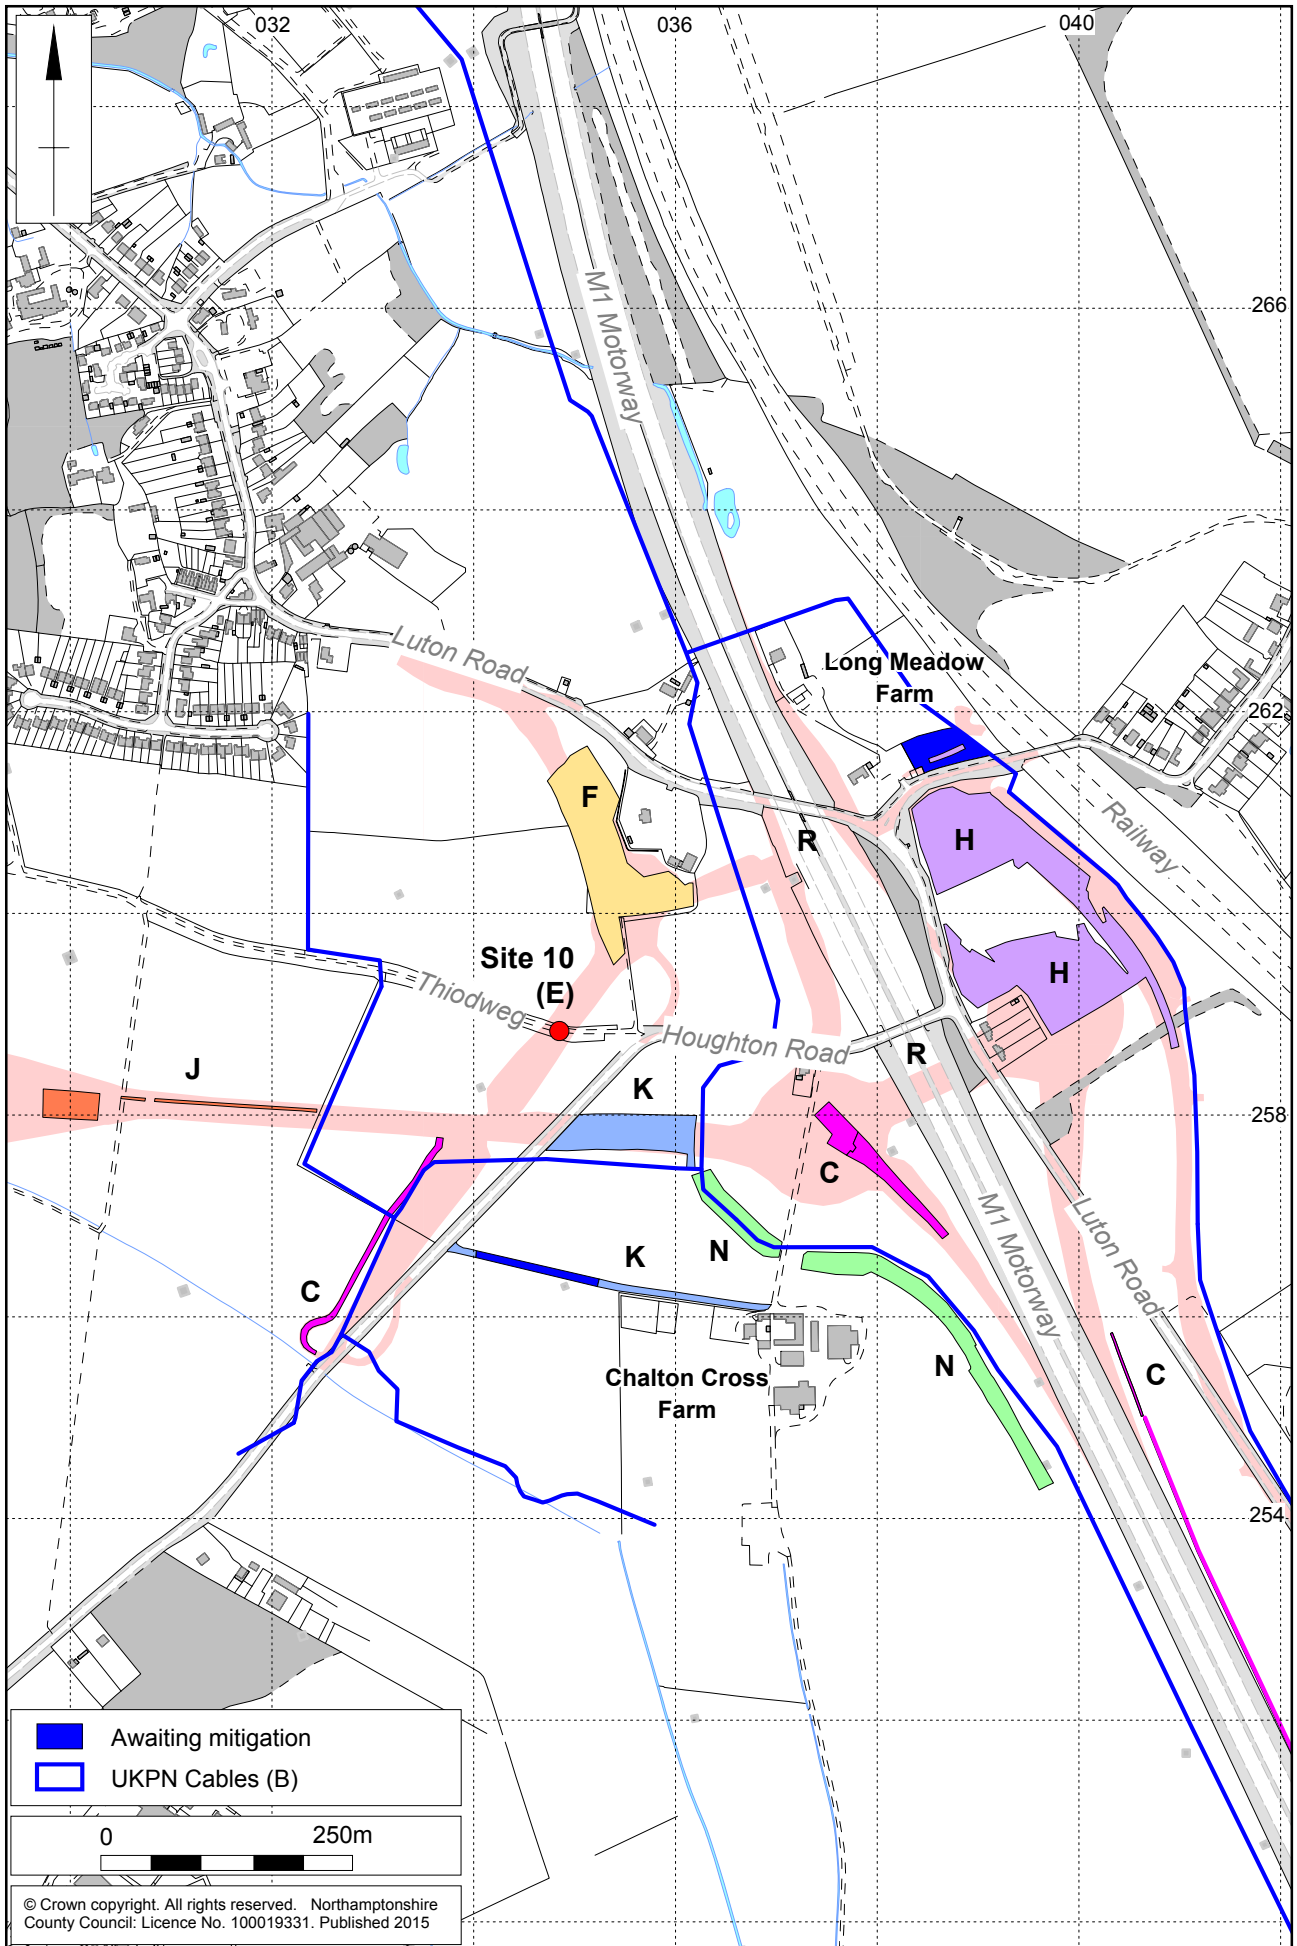 032
036
040
266
M1 Motorway
Luton Road
Long Meadow
Farm
262
F
R
H
Railway
Site 10
(E)
H
Thiodweg
Houghton Road
R
J
K
258
C
M1 Motorway
Luton Road
N
K
C
N
C
Chalton Cross
Farm
254
Awaiting mitigation
UKPN Cables (B)
0 250m
© Crown copyright. All rights reserved. Northamptonshire
County Council: Licence No. 100019331. Published 2015